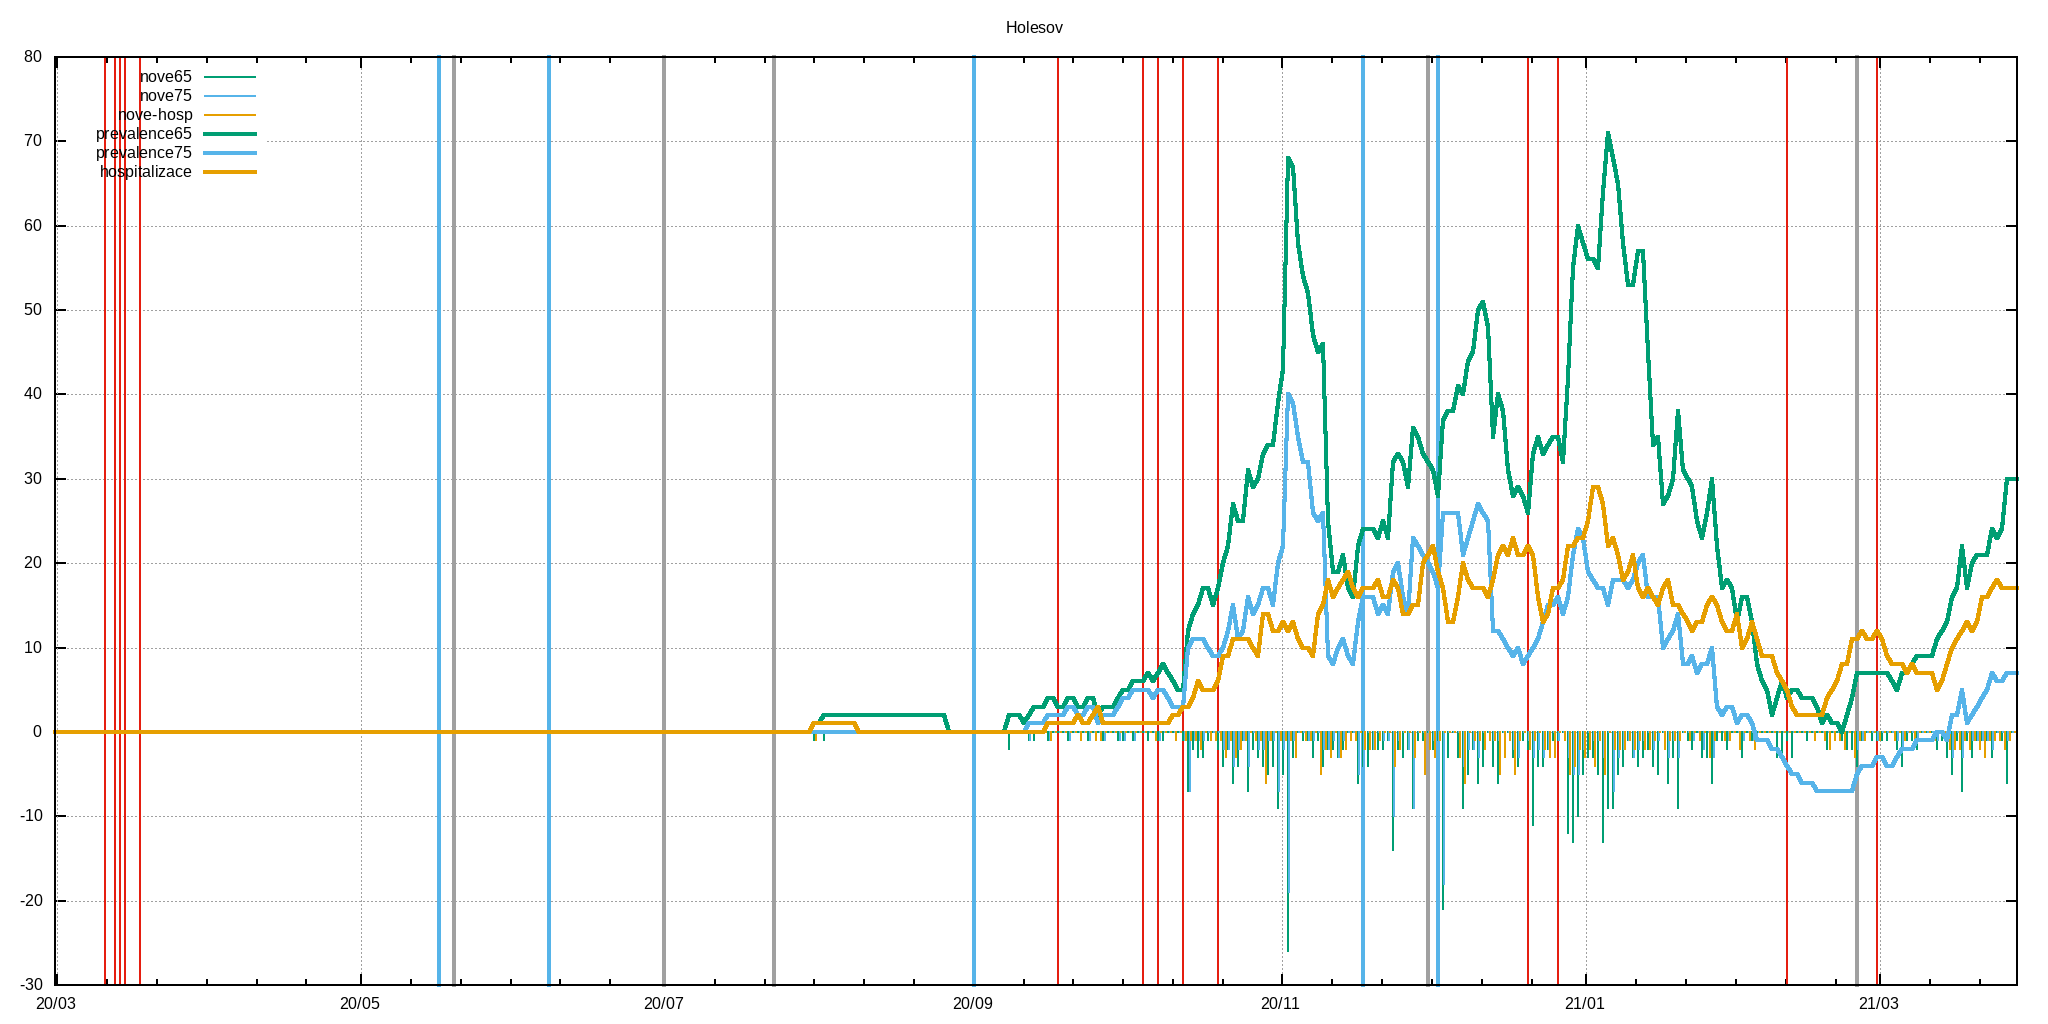 Holesov
80
nove65
nove75
nove-hosp
prevalence65
prevalence75
hospitalizace
70
60
50
40
30
20
10
0
-10
-20
-30
20/03 20/05 20/07 20/09 20/11 21/01 21/03